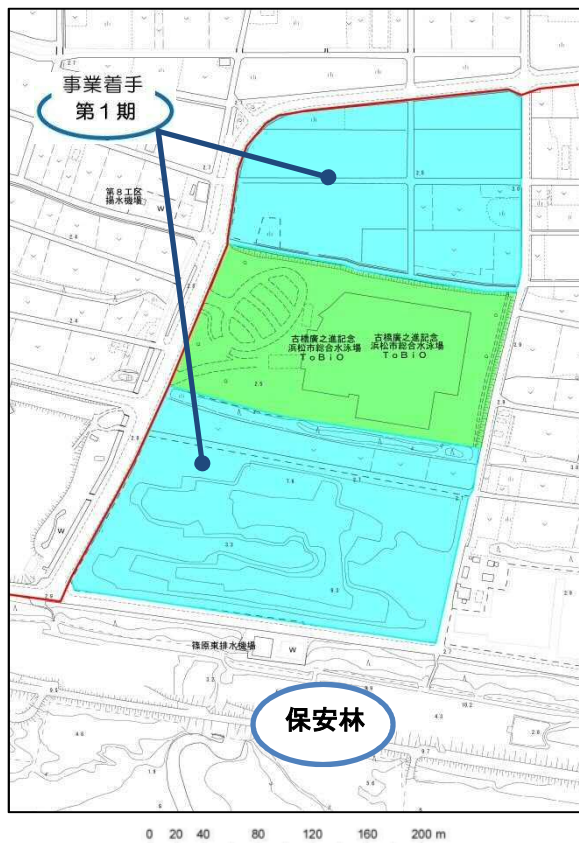 事業着手
第1期
第8工区
揚水機場
W
古橋廣之進記念
浜松市総合水泳場
ToBiO
古橋廣之進記念
浜松市総合水泳場
ToBiO
W
篠原東排水機場
W
保安林
0 20 40 80 120 160 200 m